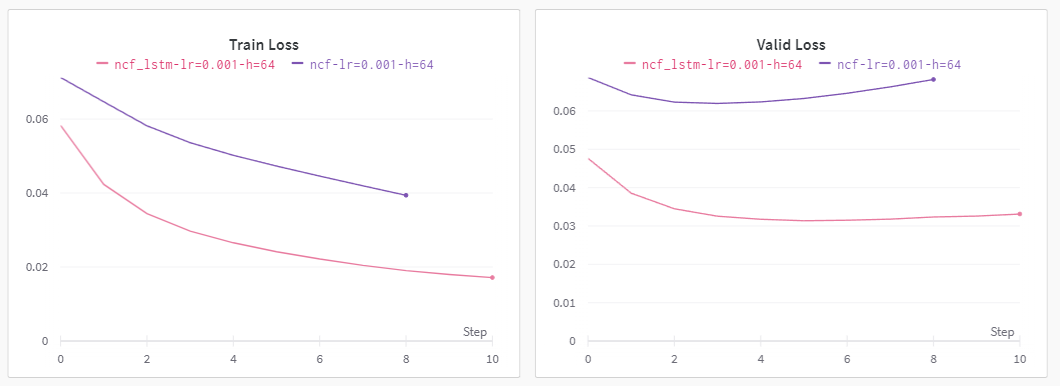 Train Loss
ncf_lstm-lr=0.001-h=64 ncf-lr=0.001-h=64
0.06
0.04
0.02
0
Step
0 2 4 6 8 10
Valid Loss
ncf_lstm-lr=0.001-h=64 ncf-lr=0.001-h=64
0.06
0.05
0.04
0.03
0.02
0.01
0
Step
0 2 4 6 8 10